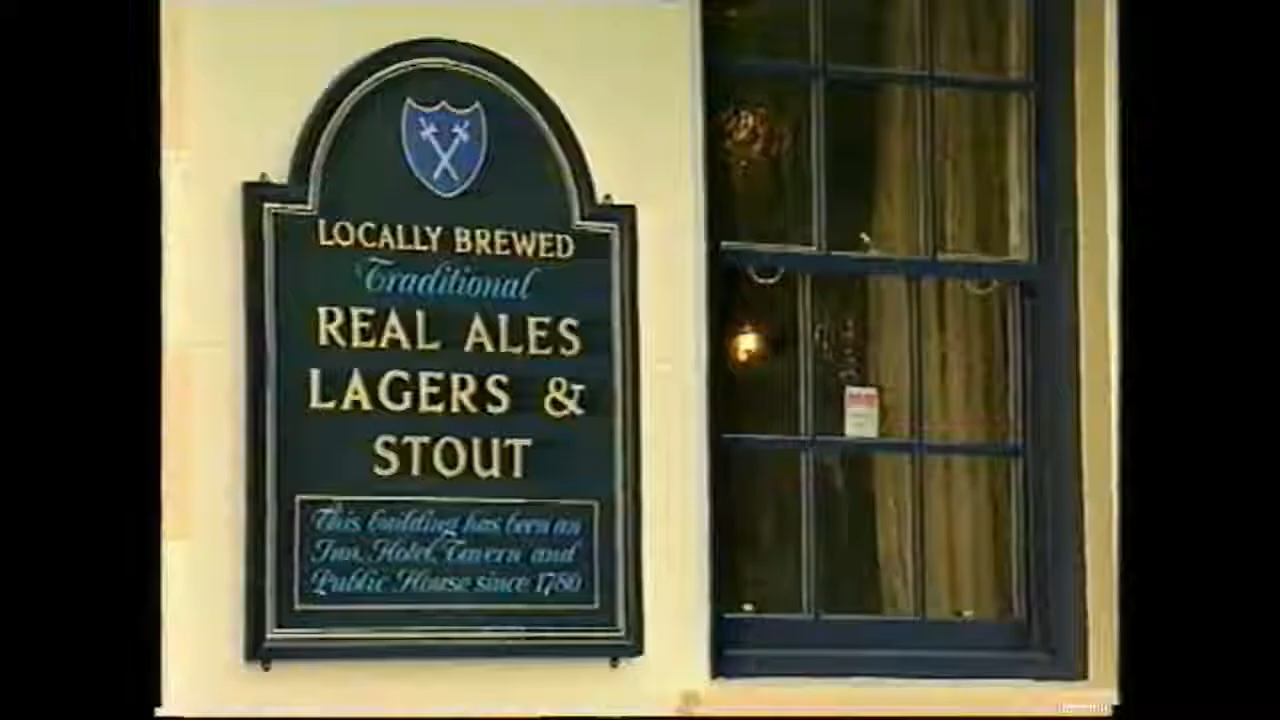 LOCALLY BREWED
Traditional
REAL ALES
LAGERS &
STOUT
This building has been an
Inn, Hotel, Tavern and
Public House since 1780